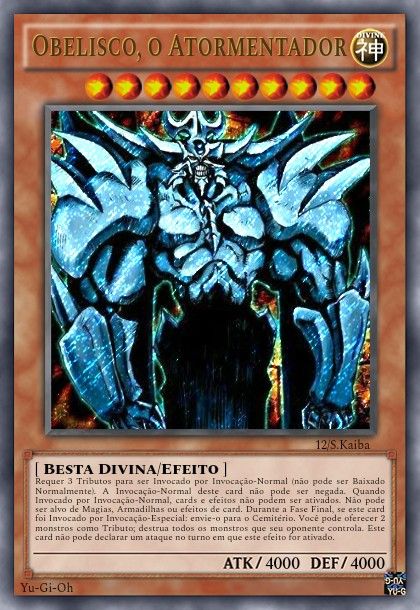 OBELISCO, O ATORMENTADOR
DIVINE
神
12/S.Kaiba
[ BESTA DIVINA/EFEITO ]
Requer 3 Tributos para ser Invocado por Invocação-Normal (não pode ser Baixado
Normalmente). A Invocação-Normal deste card não pode ser negada. Quando
Invocado por Invocação-Normal, cards e efeitos não podem ser ativados. Não pode
ser alvo de Magias, Armadilhas ou efeitos de card. Durante a Fase Final, se este card
foi Invocado por Invocação-Especial: envie-o para o Cemitério. Você pode oferecer 2
monstros como Tributo; destrua todos os monstros que seu oponente controla. Este
card não pode declarar um ataque no turno em que este efeito for ativado.
ATK / 4000 DEF / 4000
Yu-Gi-Oh
YU-G